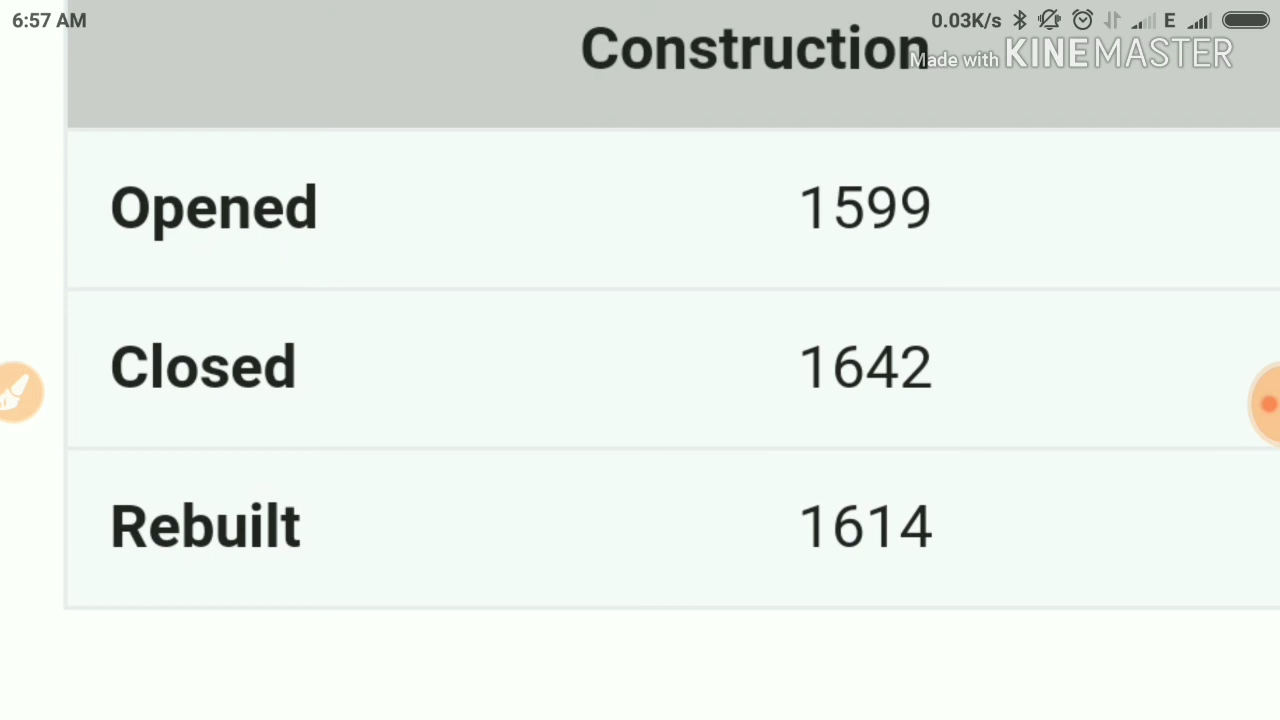 6:57 AM 0.03K/s E
Construction
Made with KINEMASTER
Opened 1599
Closed 1642
Rebuilt 1614